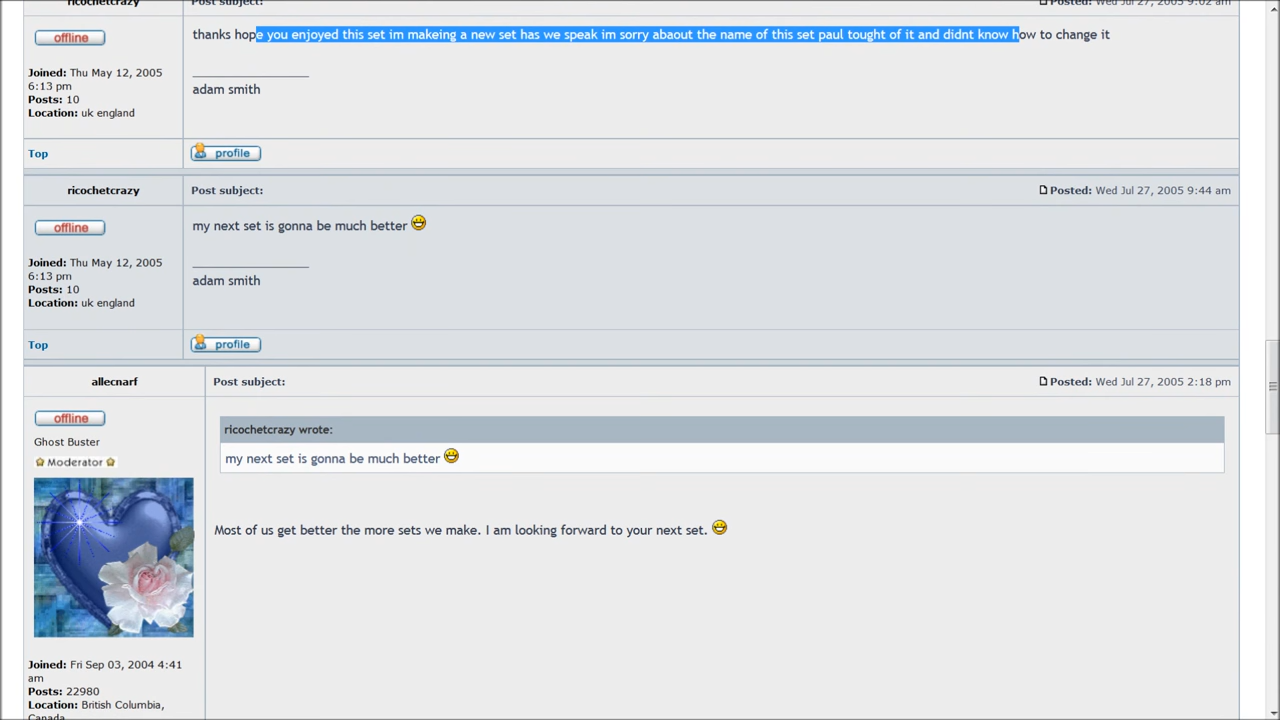 ricochetcrazy Post subject: Posted: Wed Jul 27, 2005 9:02 am
offline
thanks hope you enjoyed this set im makeing a new set has we speak im sorry abaout the name of this set paul tought of it and didnt know how to change it
Joined: Thu May 12, 2005
6:13 pm
Posts: 10
Location: uk england
adam smith
Top profile
ricochetcrazy Post subject: Posted: Wed Jul 27, 2005 9:44 am
offline
my next set is gonna be much better
Joined: Thu May 12, 2005
6:13 pm
Posts: 10
Location: uk england
adam smith
Top profile
allecnarf Post subject: Posted: Wed Jul 27, 2005 2:18 pm
offline
Ghost Buster
Moderator
ricochetcrazy wrote:
my next set is gonna be much better
Most of us get better the more sets we make. I am looking forward to your next set.
Joined: Fri Sep 03, 2004 4:41
am
Posts: 22980
Location: British Columbia,
Canada